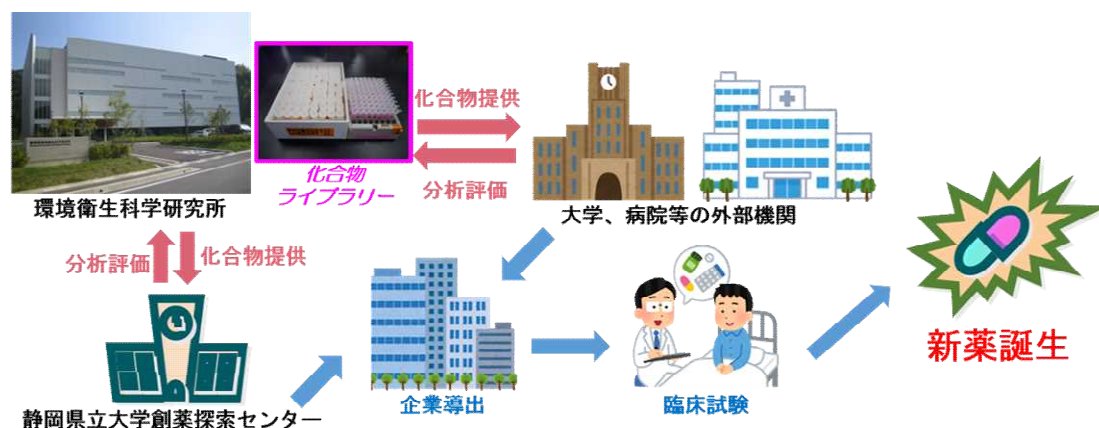 化合物提供
化合物
ライブラリー
分析評価
環境衛生科学研究所
大学、病院等の外部機関
分析評価
化合物提供
新薬誕生
企業導出
臨床試験
静岡県立大学創薬探索センター